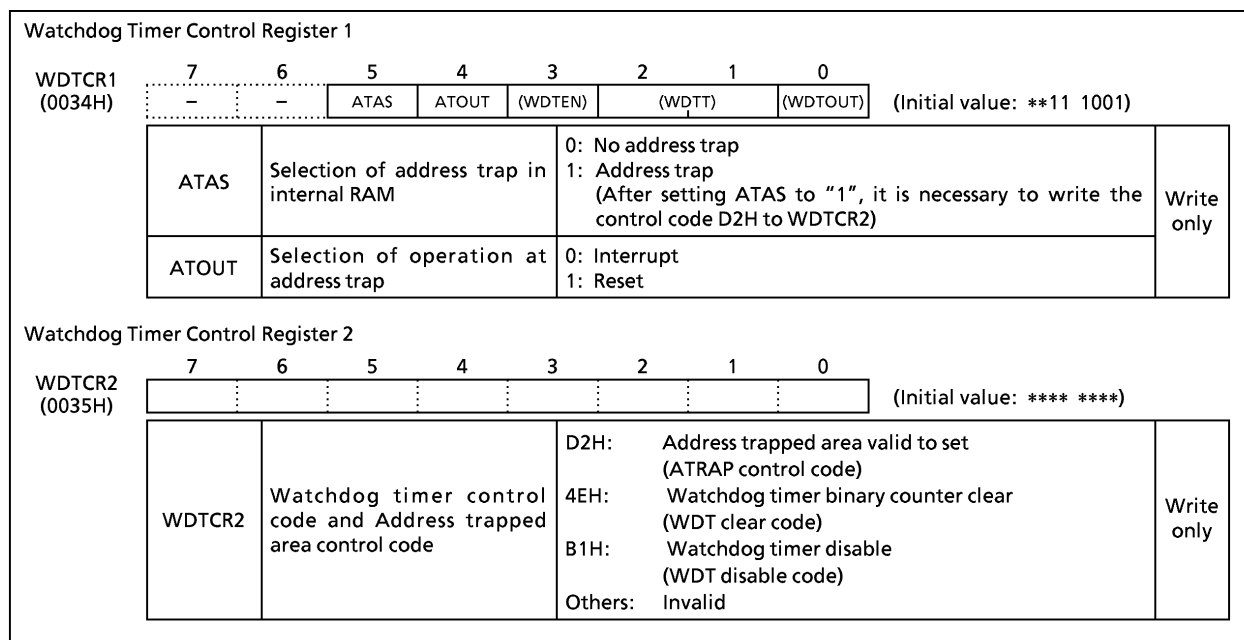 Watchdog Timer Control Register 1
7 6 5 4 3 2 1 0
WDTCR1
(0034H)
– – ATAS ATOUT (WDTEN) (WDTT) (WDTOUT) (Initial value: **11 1001)
ATAS
Selection of address trap in
internal RAM
0: No address trap
1: Address trap
(After setting ATAS to “1”, it is necessary to write the
control code D2H to WDTCR2)
Write
only
ATOUT
Selection of operation at
address trap
0: Interrupt
1: Reset
Watchdog Timer Control Register 2
7 6 5 4 3 2 1 0
WDTCR2
(0035H)
(Initial value: **** ****)
WDTCR2
Watchdog timer control
code and Address trapped
area control code
D2H: Address trapped area valid to set
(ATRAP control code)
4EH: Watchdog timer binary counter clear
(WDT clear code)
B1H: Watchdog timer disable
(WDT disable code)
Others: Invalid
Write
only